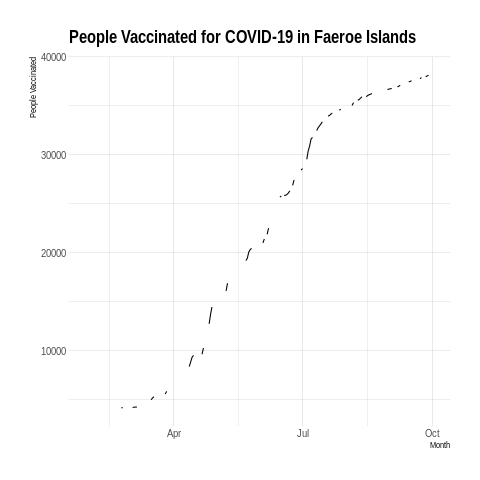 People Vaccinated for COVID-19 in Faeroe Islands
People Vaccinated
40000
30000
20000
10000
Apr
Jul
Oct
Month